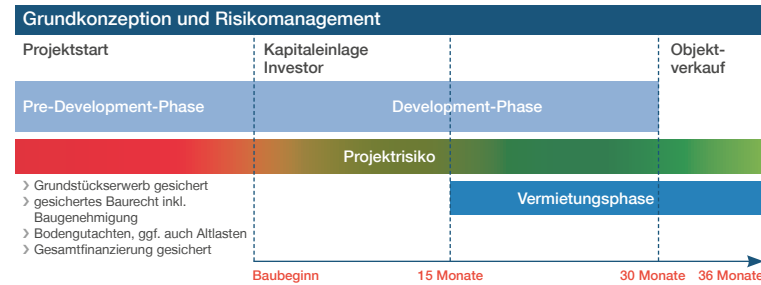 Grundkonzeption und Risikomanagement
Projektstart
Kapitaleinlage
Investor
Objekt-
verkauf
Pre-Development-Phase
Development-Phase
Projektrisiko
› Grundstückserwerb gesichert
› gesichertes Baurecht inkl.
Baugenehmigung
› Bodengutachten, ggf. auch Altlasten
› Gesamtfinanzierung gesichert
Vermietungsphase
Baubeginn
15 Monate
30 Monate
36 Monate